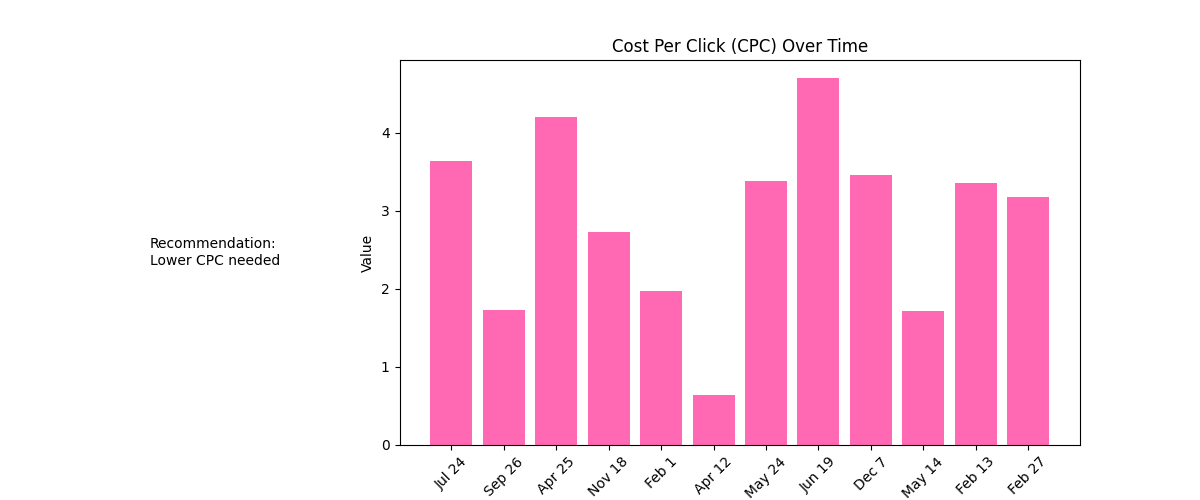 Cost Per Click (CPC) Over Time
Recommendation:
Lower CPC needed
Value
4
3
2
1
0
Jul 24
Sep 26
Apr 25
Nov 18
Feb 1
Apr 12
May 24
Jun 19
Dec 7
May 14
Feb 13
Feb 27